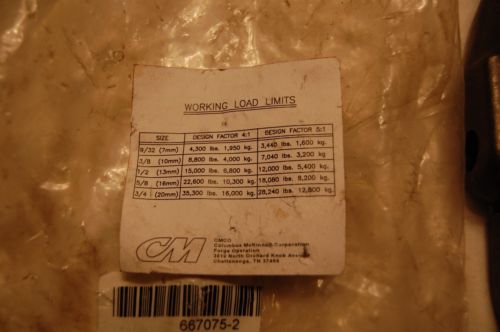 WORKING LOAD LIMITS
SIZE DESIGN FACTOR 4:1 DESIGN FACTOR 5:1
9/32 (7mm) 4,300 lbs. 1,950 kg. 3,440 lbs. 1,600 kg.
3/8 (10mm) 8,800 lbs. 4,000 kg. 7,040 lbs. 3,200 kg
1/2 (13mm) 15,000 lbs. 6,800 kg. 12,000 lbs. 5,400 kg.
5/8 (16mm) 22,600 lbs. 10,300 kg. 18,080 lbs. 8,200 kg.
3/4 (20mm) 35,300 lbs. 16,000 kg. 28,240 lbs. 12,800 kg.
CM
CMCO
Columbus McKinnon Corporation
Forge Operation
North Orchard Knob
Chattanooga, TN
667075-2